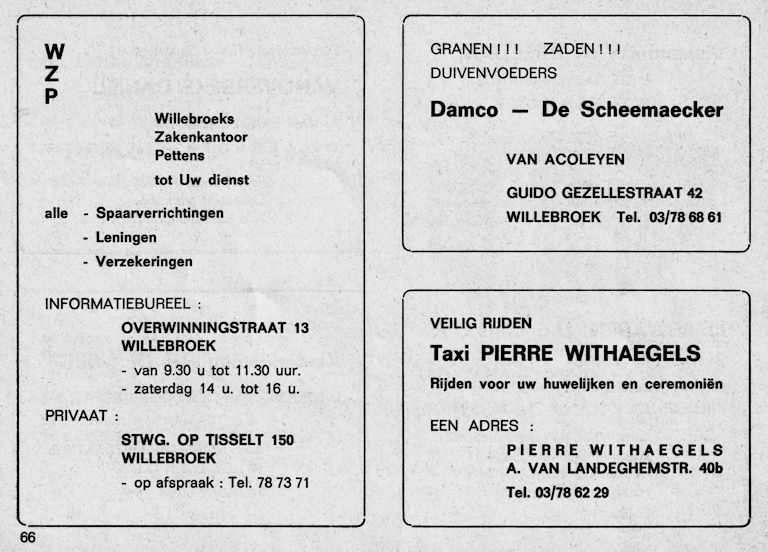 W
Z
P
Willebroeks
Zakenkantoor
Pettens
tot Uw dienst
alle - Spaarverrichtingen
- Leningen
- Verzekeringen
INFORMATIEBUREEL :
OVERWINNINGSTRAAT 13
WILLEBROEK
- van 9.30 u tot 11.30 uur.
- zaterdag 14 u. tot 16 u.
PRIVAAT :
STWG. OP TISSELT 150
WILLEBROEK
- op afspraak : Tel. 78 73 71
GRANEN ! ! ! ZADEN ! ! !
DUIVENVOEDERS
Damco — De Scheemaecker
VAN ACOLEYEN
GUIDO GEZELLESTRAAT 42
WILLEBROEK Tel. 03/78 68 61
VEILIG RIJDEN
Taxi PIERRE WITHAEGELS
Rijden voor uw huwelijken en ceremoniën
EEN ADRES :
PIERRE WITHAEGELS
A. VAN LANDEGHEMSTR. 40b
Tel. 03/78 62 29
66